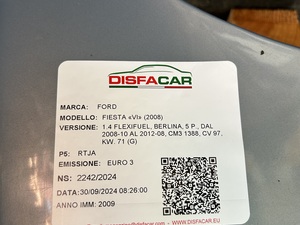 DISFACAR
MARCA: FORD
MODELLO: FIESTA «VI» (2008)
VERSIONE: 1.4 FLEXIFUEL, BERLINA, 5 P., DAL
2008-10 AL 2012-08, CM3 1388, CV 97,
KW. 71 (G)
P5: RTJA
EMISSIONE: EURO 3
NS: 2242/2024
DATA:30/09/2024 08:26:00
ANNO IMM: 2009
WWW.DISFACAR.EU